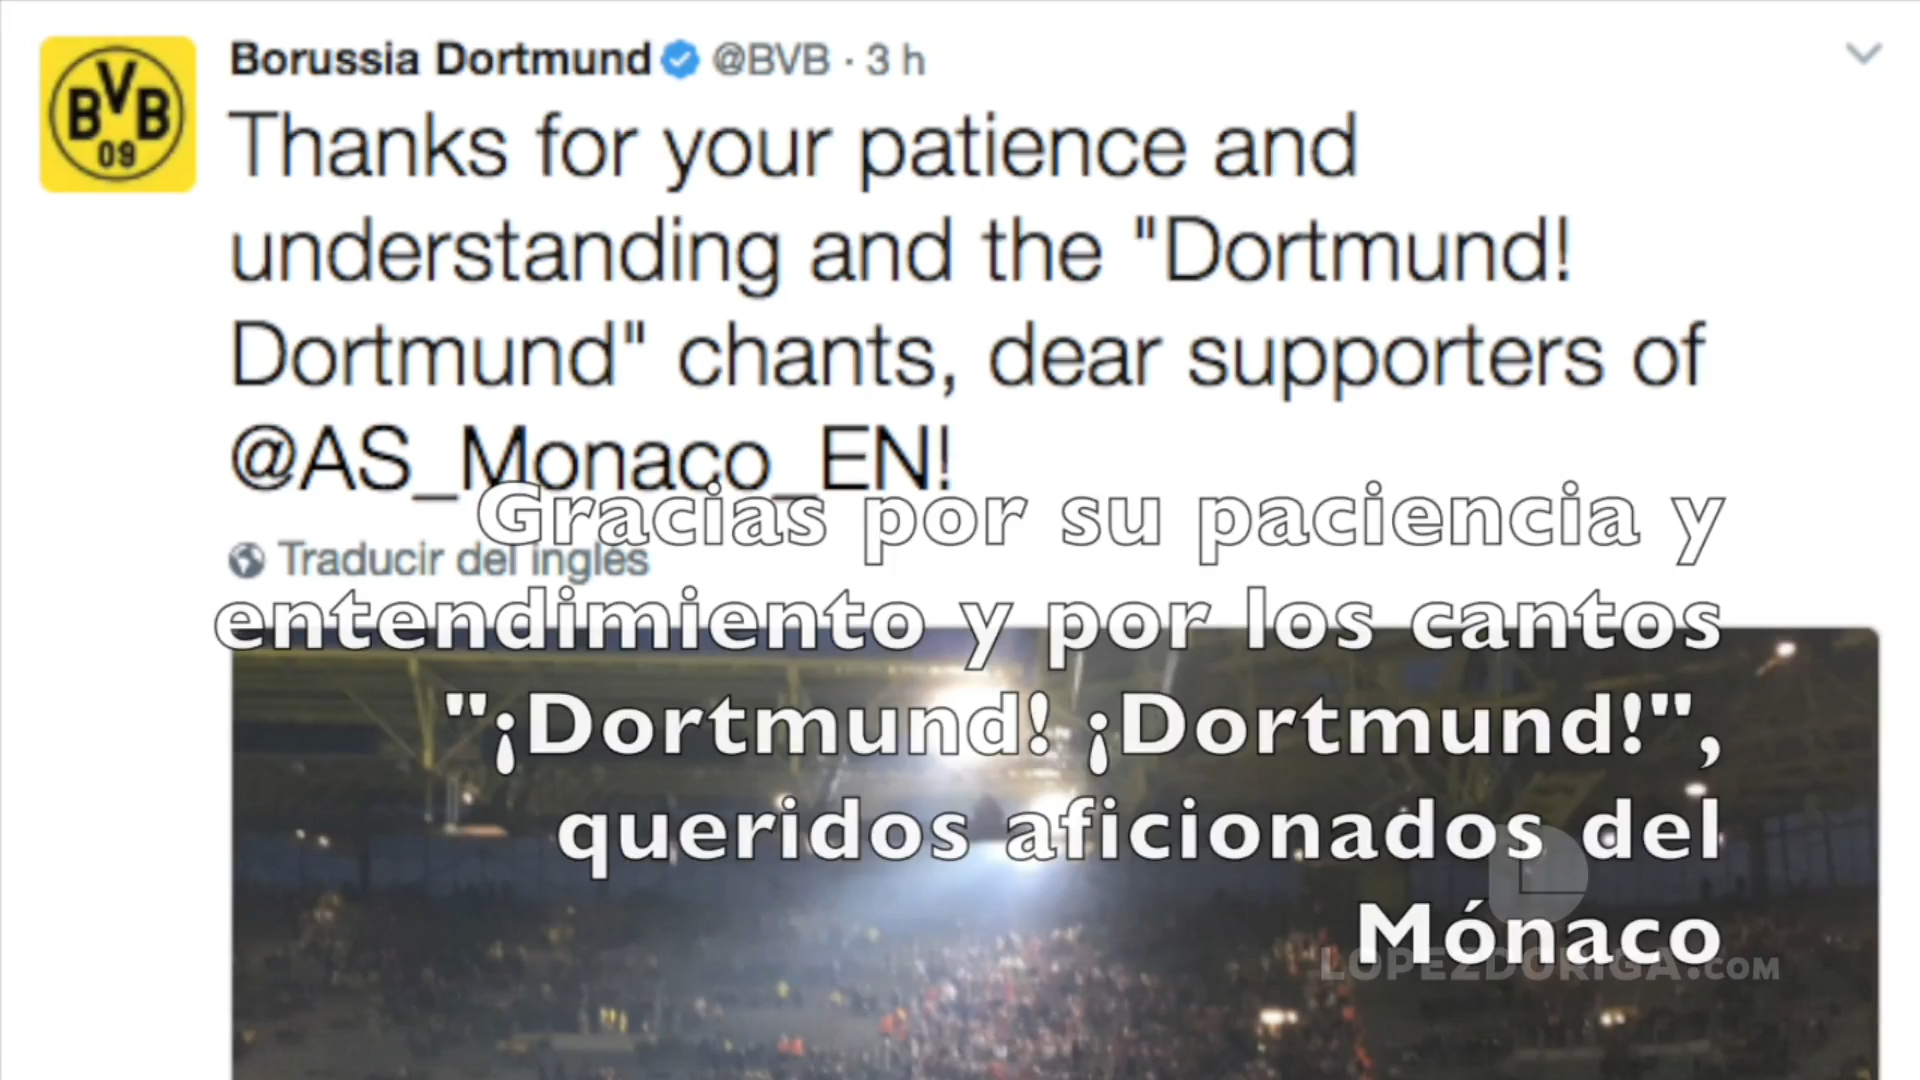 BVB
09
Borussia Dortmund @BVB · 3 h
Thanks for your patience and
understanding and the "Dortmund!
Dortmund" chants, dear supporters of
@AS_Monaco_EN!
Traducir del inglés
Gracias por su paciencia y
entendimiento y por los cantos
"¡Dortmund! ¡Dortmund!",
queridos aficionados del
Mónaco
LOPEZDORIGA.COM